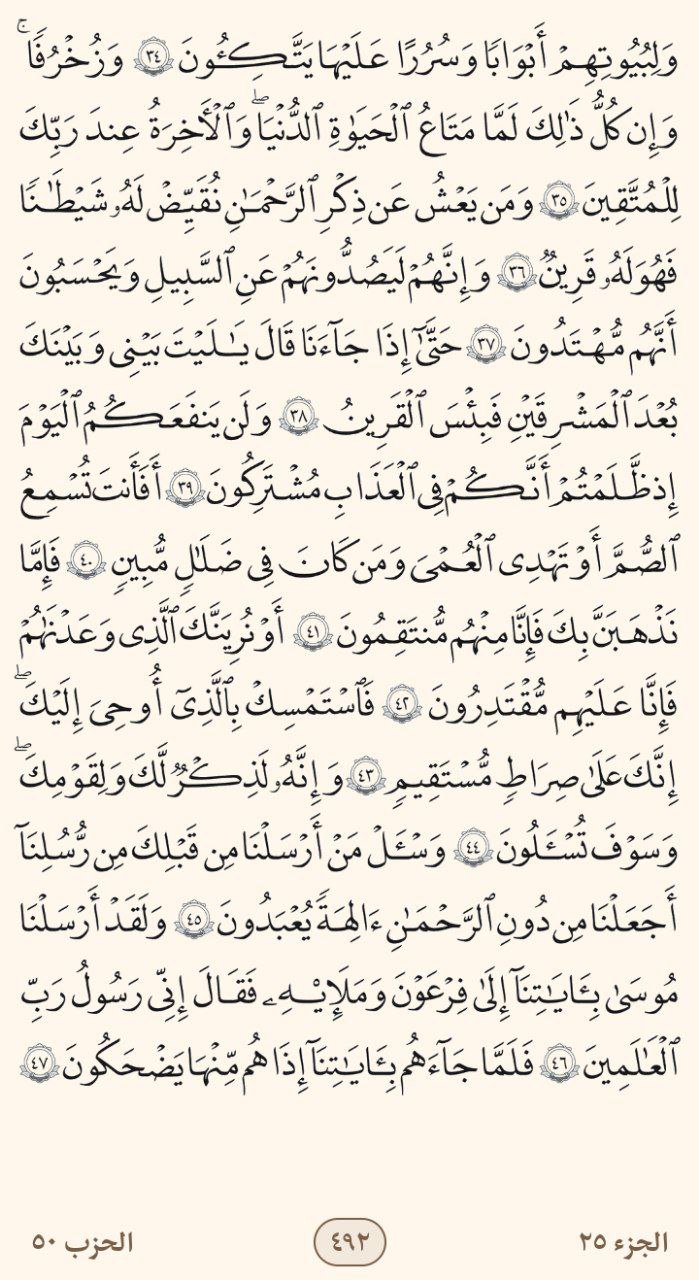 وَلِبُيُوتِهِمْ أَبْوَٰبًا وَسُرُرًا عَلَيْهَا يَتَّكِـُٔونَ ٣٤ وَزُخْرُفًا ۚ
وَإِن كُلُّ ذَٰلِكَ لَمَّا مَتَاعُ ٱلْحَيَوٰةِ ٱلدُّنْيَا ۖ وَٱلْأَخِرَةُ عِندَ رَبِّكَ
لِلْمُتَّقِينَ ٣٥ وَمَن يَعْشُ عَن ذِكْرِ ٱلرَّحْمَـٰنِ نُقَيِّضْ لَهُۥ شَيْطَـٰنًا
فَهُوَ لَهُۥ قَرِينٌ ٣٦ وَإِنَّهُمْ لَيَصُدُّونَهُمْ عَنِ ٱلسَّبِيلِ وَيَحْسَبُونَ
أَنَّهُم مُّهْتَدُونَ ٣٧ حَتَّىٰٓ إِذَا جَآءَنَا قَالَ يَـٰلَيْتَ بَيْنِى وَبَيْنَكَ
بُعْدَ ٱلْمَشْرِقَيْنِ فَبِئْسَ ٱلْقَرِينُ ٣٨ وَلَن يَنفَعَكُمُ ٱلْيَوْمَ
إِذ ظَّلَمْتُمْ أَنَّكُمْ فِى ٱلْعَذَابِ مُشْتَرِكُونَ ٣٩ أَفَأَنتَ تُسْمِعُ
ٱلصُّمَّ أَوْ تَهْدِى ٱلْعُمْىَ وَمَن كَانَ فِى ضَلَـٰلٍ مُّبِينٍ ٤٠ فَإِمَّا
نَذْهَبَنَّ بِكَ فَإِنَّا مِنْهُم مُّنتَقِمُونَ ٤١ أَوْ نُرِيَنَّكَ ٱلَّذِى وَعَدْنَـٰهُمْ
فَإِنَّا عَلَيْهِم مُّقْتَدِرُونَ ٤٢ فَٱسْتَمْسِكْ بِٱلَّذِىٓ أُوحِىَ إِلَيْكَ ۖ
إِنَّكَ عَلَىٰ صِرَٰطٍ مُّسْتَقِيمٍ ٤٣ وَإِنَّهُۥ لَذِكْرٌ لَّكَ وَلِقَوْمِكَ ۖ
وَسَوْفَ تُسْـَٔلُونَ ٤٤ وَسْـَٔلْ مَنْ أَرْسَلْنَا مِن قَبْلِكَ مِن رُّسُلِنَآ
أَجَعَلْنَا مِن دُونِ ٱلرَّحْمَـٰنِ ءَالِهَةً يُعْبَدُونَ ٤٥ وَلَقَدْ أَرْسَلْنَا
مُوسَىٰ بِـَٔايَـٰتِنَآ إِلَىٰ فِرْعَوْنَ وَمَلَإِي۟هِۦ فَقَالَ إِنِّى رَسُولُ رَبِّ
ٱلْعَـٰلَمِينَ ٤٦ فَلَمَّا جَآءَهُم بِـَٔايَـٰتِنَآ إِذَا هُم مِّنْهَا يَضْحَكُونَ ٤٧
الجزء ٢٥ ٤٩٢ الحزب ٥٠